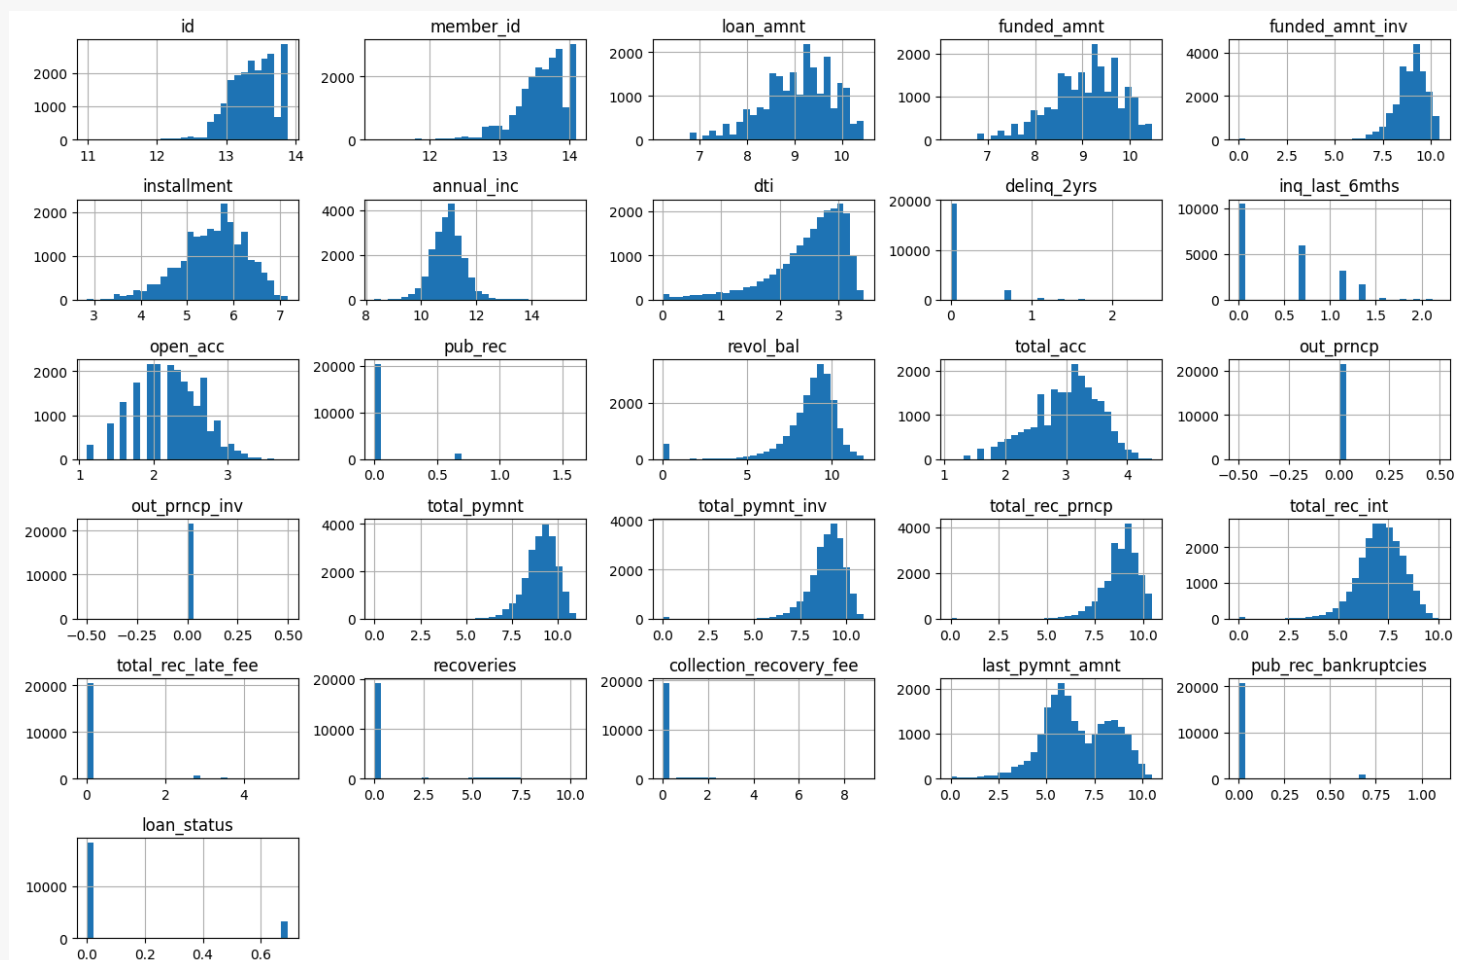 id
member_id
loan_amnt
funded_amnt
funded_amnt_inv
2000
1000
0
11 12 13 14
2000
0
12 13 14
2000
1000
0
7 8 9 10
2000
1000
0
7 8 9 10
4000
2000
0
0.0 2.5 5.0 7.5 10.0
installment
annual_inc
dti
delinq_2yrs
inq_last_6mths
2000
1000
0
3 4 5 6 7
4000
2000
0
8 10 12 14
2000
1000
0
0 1 2 3
20000
10000
0
0 1 2
10000
5000
0
0.0 0.5 1.0 1.5 2.0
open_acc
pub_rec
revol_bal
total_acc
out_prncp
2000
1000
0
1 2 3
20000
10000
0
0.0 0.5 1.0 1.5
2000
0
0 5 10
2000
1000
0
1 2 3 4
20000
10000
0
−0.50 −0.25 0.00 0.25 0.50
out_prncp_inv
total_pymnt
total_pymnt_inv
total_rec_prncp
total_rec_int
20000
10000
0
−0.50 −0.25 0.00 0.25 0.50
4000
2000
0
0.0 2.5 5.0 7.5 10.0
4000
2000
0
0.0 2.5 5.0 7.5 10.0
4000
2000
0
0.0 2.5 5.0 7.5 10.0
2000
1000
0
0.0 2.5 5.0 7.5 10.0
total_rec_late_fee
recoveries
collection_recovery_fee
last_pymnt_amnt
pub_rec_bankruptcies
20000
10000
0
0 2 4
20000
10000
0
0.0 2.5 5.0 7.5 10.0
20000
10000
0
0 2 4 6 8
2000
1000
0
0.0 2.5 5.0 7.5 10.0
20000
10000
0
0.00 0.25 0.50 0.75 1.00
loan_status
10000
0
0.0 0.2 0.4 0.6